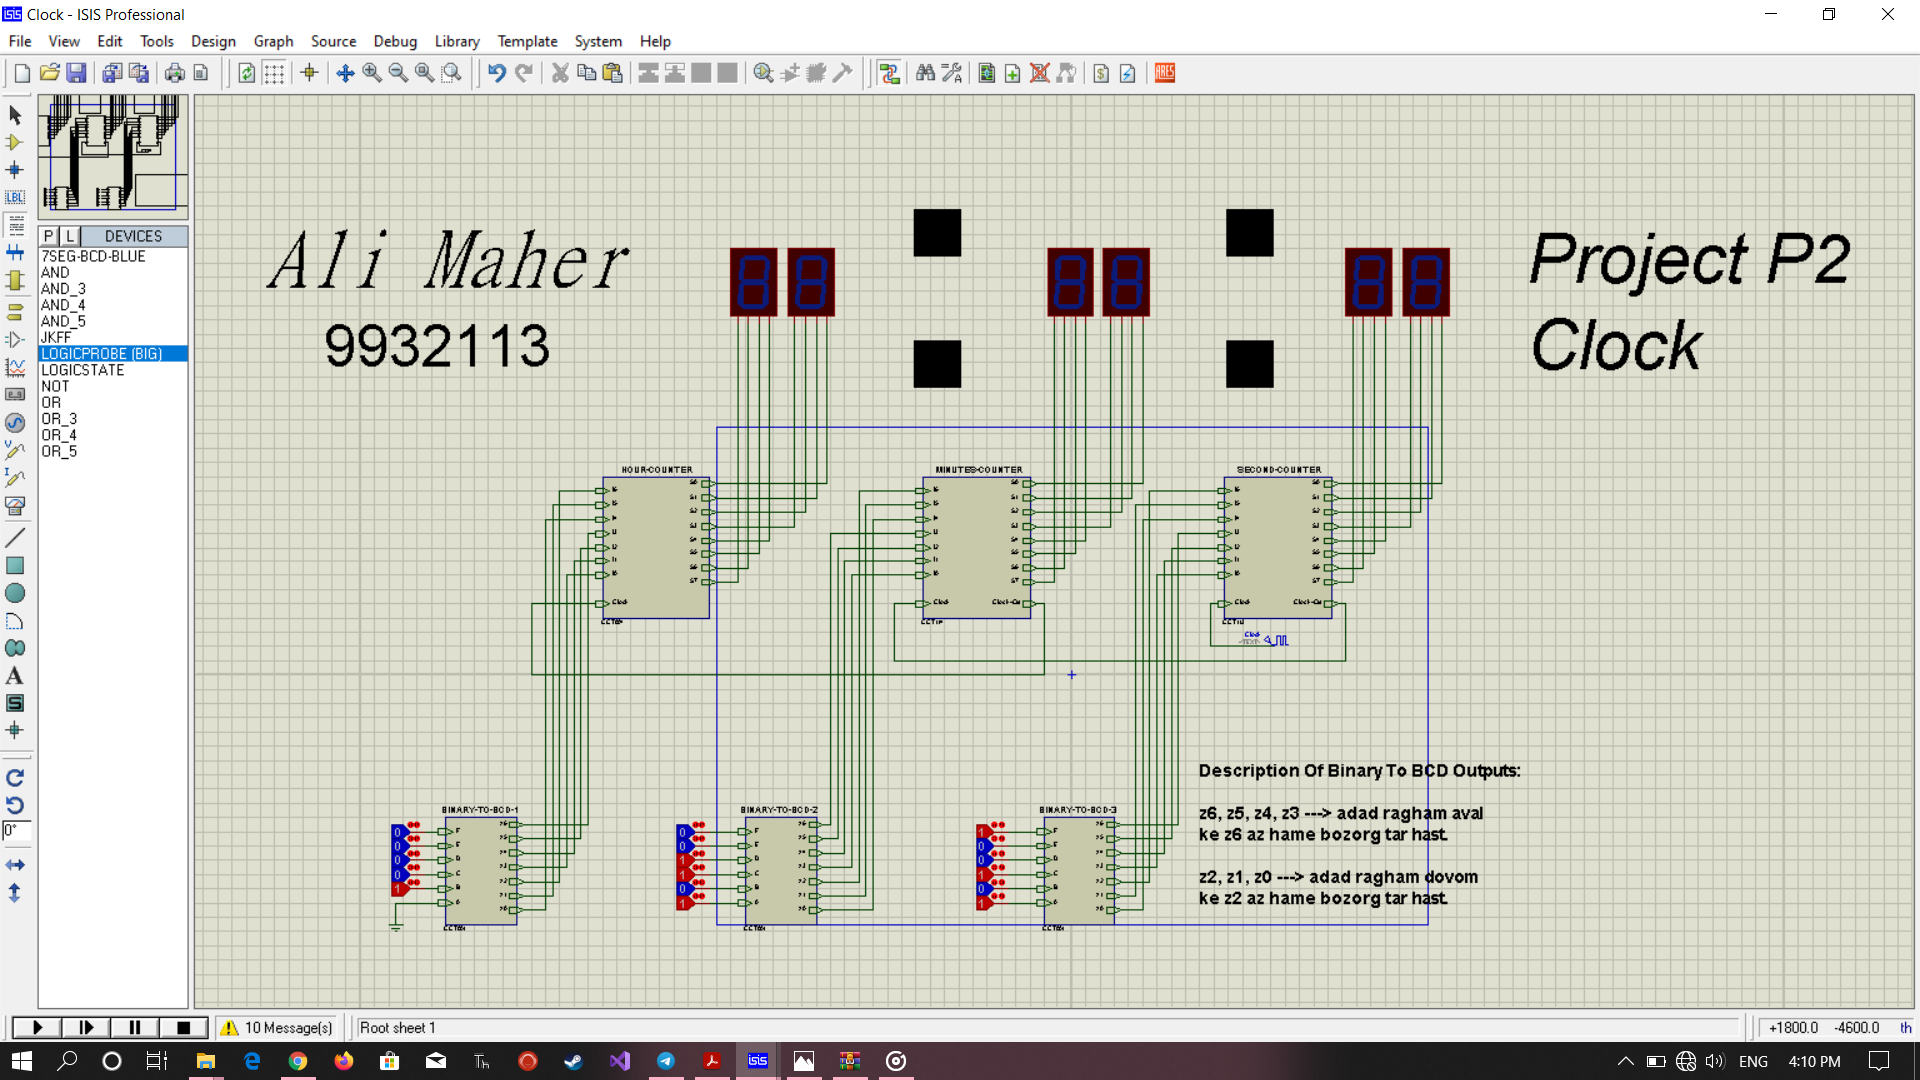 Clock - ISIS Professional
File View Edit Tools Design Graph Source Debug Library Template System Help
LBL
P L DEVICES
7SEG-BCD-BLUE
AND
AND_3
AND_4
AND_5
JKFF
LOGICPROBE (BIG)
LOGICSTATE
NOT
OR
OR_3
OR_4
OR_5
0°
Ali Maher
9932113
Project P2
Clock
HOUR-COUNTER
MINUTES-COUNTER
SECOND-COUNTER
Clock
Clock
Clock
Clock
BINARY-TO-BCD-1
BINARY-TO-BCD-2
BINARY-TO-BCD-3
0 0 0 0 1
0 0 1 1 0 1
1 0 0 1 0 1
Description Of Binary To BCD Outputs:
z6, z5, z4, z3 ---> adad ragham aval
ke z6 az hame bozorg tar hast.
z2, z1, z0 ---> adad ragham dovom
ke z2 az hame bozorg tar hast.
10 Message(s) Root sheet 1 +1800.0 -4600.0 th
ENG 4:10 PM